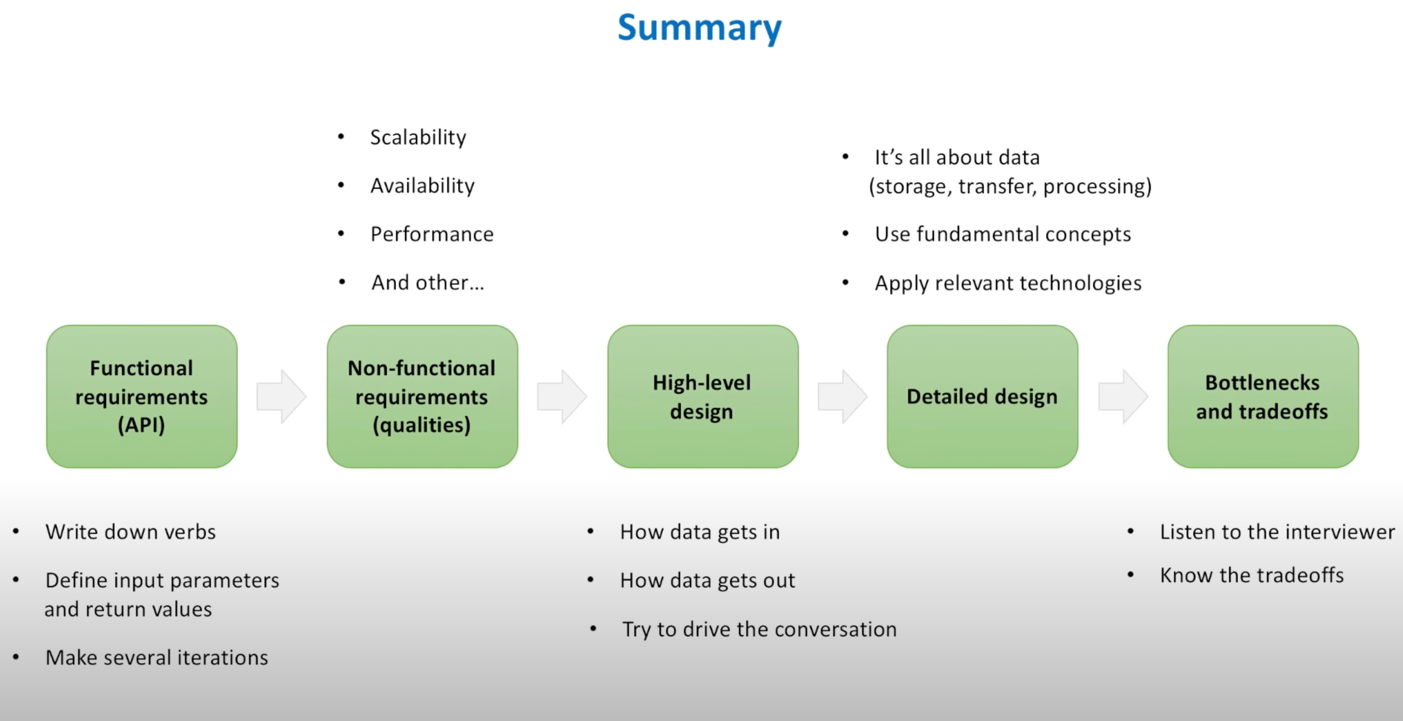 Summary
• Scalability
• Availability
• Performance
• And other…
• It’s all about data
(storage, transfer, processing)
• Use fundamental concepts
• Apply relevant technologies
Functional
requirements
(API)
Non-functional
requirements
(qualities)
High-level
design
Detailed design
Bottlenecks
and tradeoffs
• Write down verbs
• Define input parameters
and return values
• Make several iterations
• How data gets in
• How data gets out
• Try to drive the conversation
• Listen to the interviewer
• Know the tradeoffs